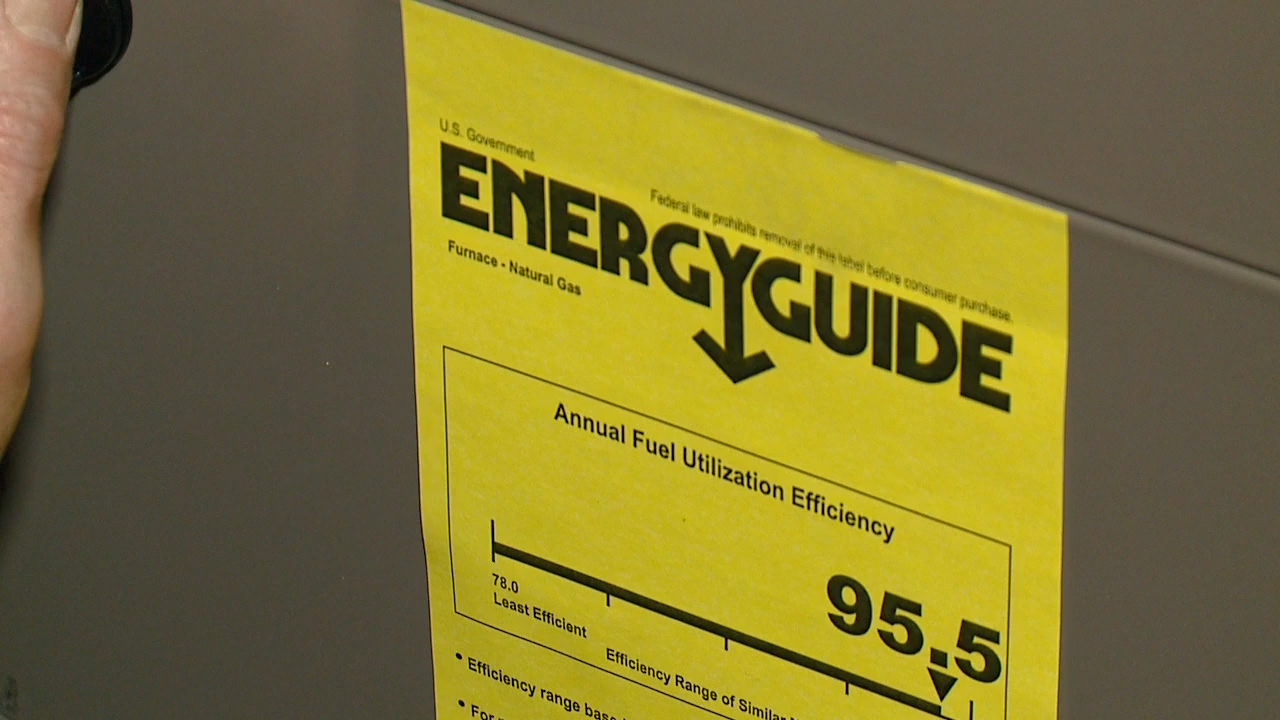 U.S. Government
Federal law prohibits removal of this label before consumer purchase.
ENERGYGUIDE
Furnace - Natural Gas
Annual Fuel Utilization Efficiency
95.5
78.0
Least Efficient
Efficiency Range of Similar
• Efficiency range
• For